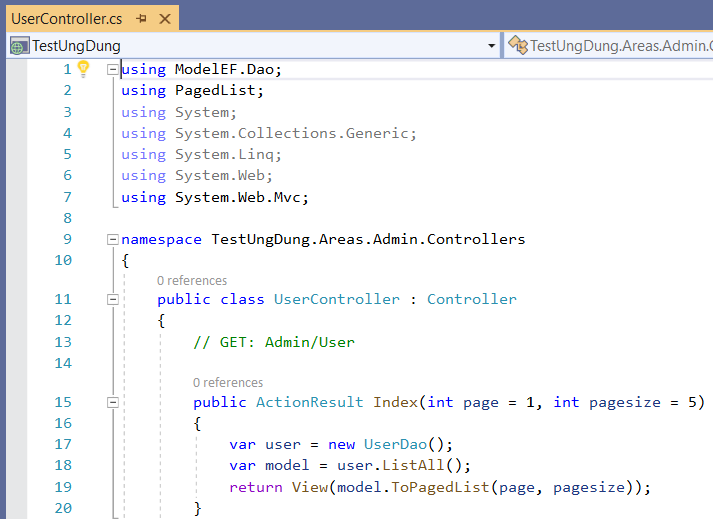 UserController.cs
TestUngDung
TestUngDung.Areas.Admin.
1 using ModelEF.Dao;
2 using PagedList;
3 using System;
4 using System.Collections.Generic;
5 using System.Linq;
6 using System.Web;
7 using System.Web.Mvc;
8
9 namespace TestUngDung.Areas.Admin.Controllers
10 {
0 references
11 public class UserController : Controller
12 {
13 // GET: Admin/User
14
0 references
15 public ActionResult Index(int page = 1, int pagesize = 5)
16 {
17 var user = new UserDao();
18 var model = user.ListAll();
19 return View(model.ToPagedList(page, pagesize));
20 }